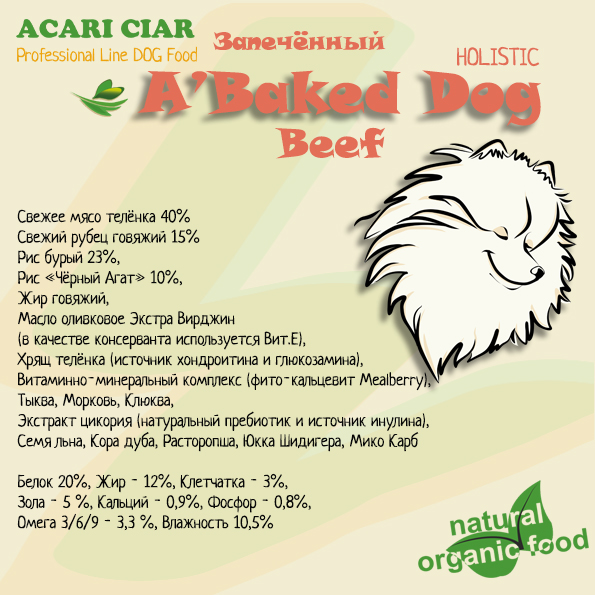 ACARI CIAR
Professional Line DOG Food
Запечённый
HOLISTIC
A'Baked Dog
Beef
Свежее мясо телёнка 40%
Свежий рубец говяжий 15%
Рис бурый 23%,
Рис «Чёрный Агат» 10%,
Жир говяжий,
Масло оливковое Экстра Вирджин
(в качестве консерванта используется Вит.Е),
Хрящ телёнка (источник хондроитина и глюкозамина),
Витаминно-минеральный комплекс (фито-кальцевит Mealberry),
Тыква, Морковь, Клюква,
Экстракт цикория (натуральный пребиотик и источник инулина),
Семя льна, Кора дуба, Расторопша, Юкка Шидигера, Мико Карб
Белок 20%, Жир - 12%, Клетчатка - 3%,
Зола - 5 %, Кальций - 0,9%, Фосфор - 0,8%,
Омега 3/6/9 - 3,3 %, Влажность 10,5%
natural
organic food